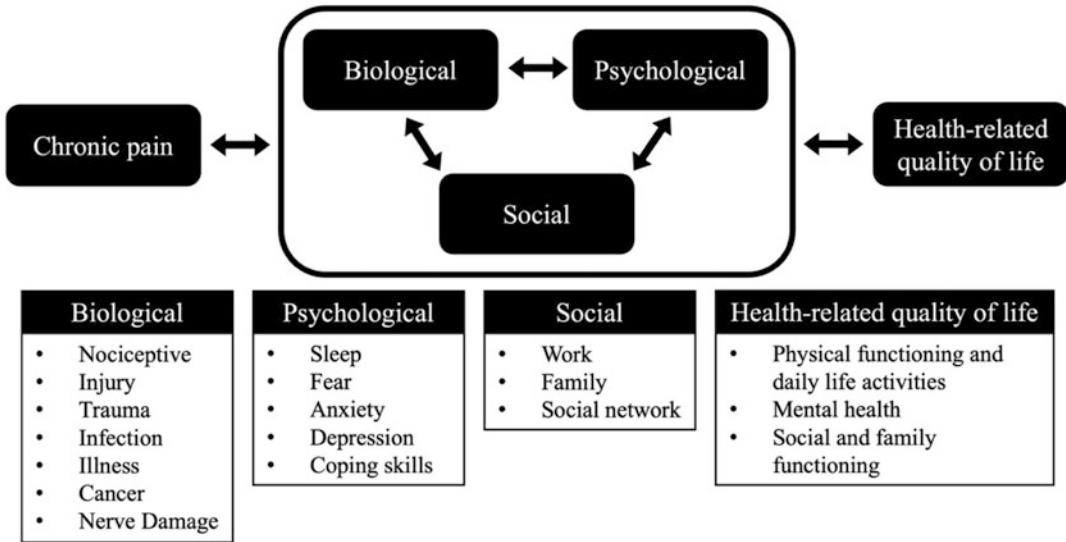 Biological
Psychological
Chronic pain
Social
Health-related
quality of life
Biological
• Nociceptive
• Injury
• Trauma
• Infection
• Illness
• Cancer
• Nerve Damage
Psychological
• Sleep
• Fear
• Anxiety
• Depression
• Coping skills
Social
• Work
• Family
• Social network
Health-related quality of life
• Physical functioning and
daily life activities
• Mental health
• Social and family
functioning